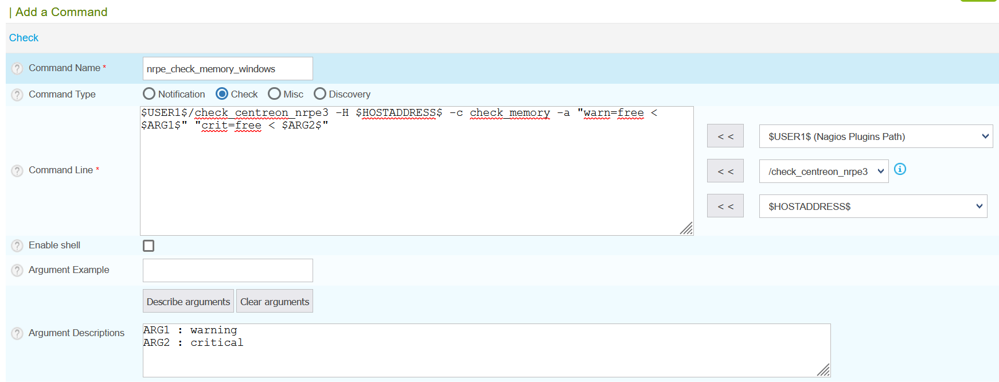 | Add a Command
Check
? Command Name *
nrpe_check_memory_windows
? Command Type
Notification Check Misc Discovery
? Command Line *
$USER1$/check_centreon_nrpe3 -H $HOSTADDRESS$ -c check_memory -a "warn=free <
$ARG1$" "crit=free < $ARG2$"
< < $USER1$ (Nagios Plugins Path)
< < /check_centreon_nrpe3 i
< < $HOSTADDRESS$
? Enable shell
? Argument Example
Describe arguments Clear arguments
? Argument Descriptions
ARG1 : warning
ARG2 : critical